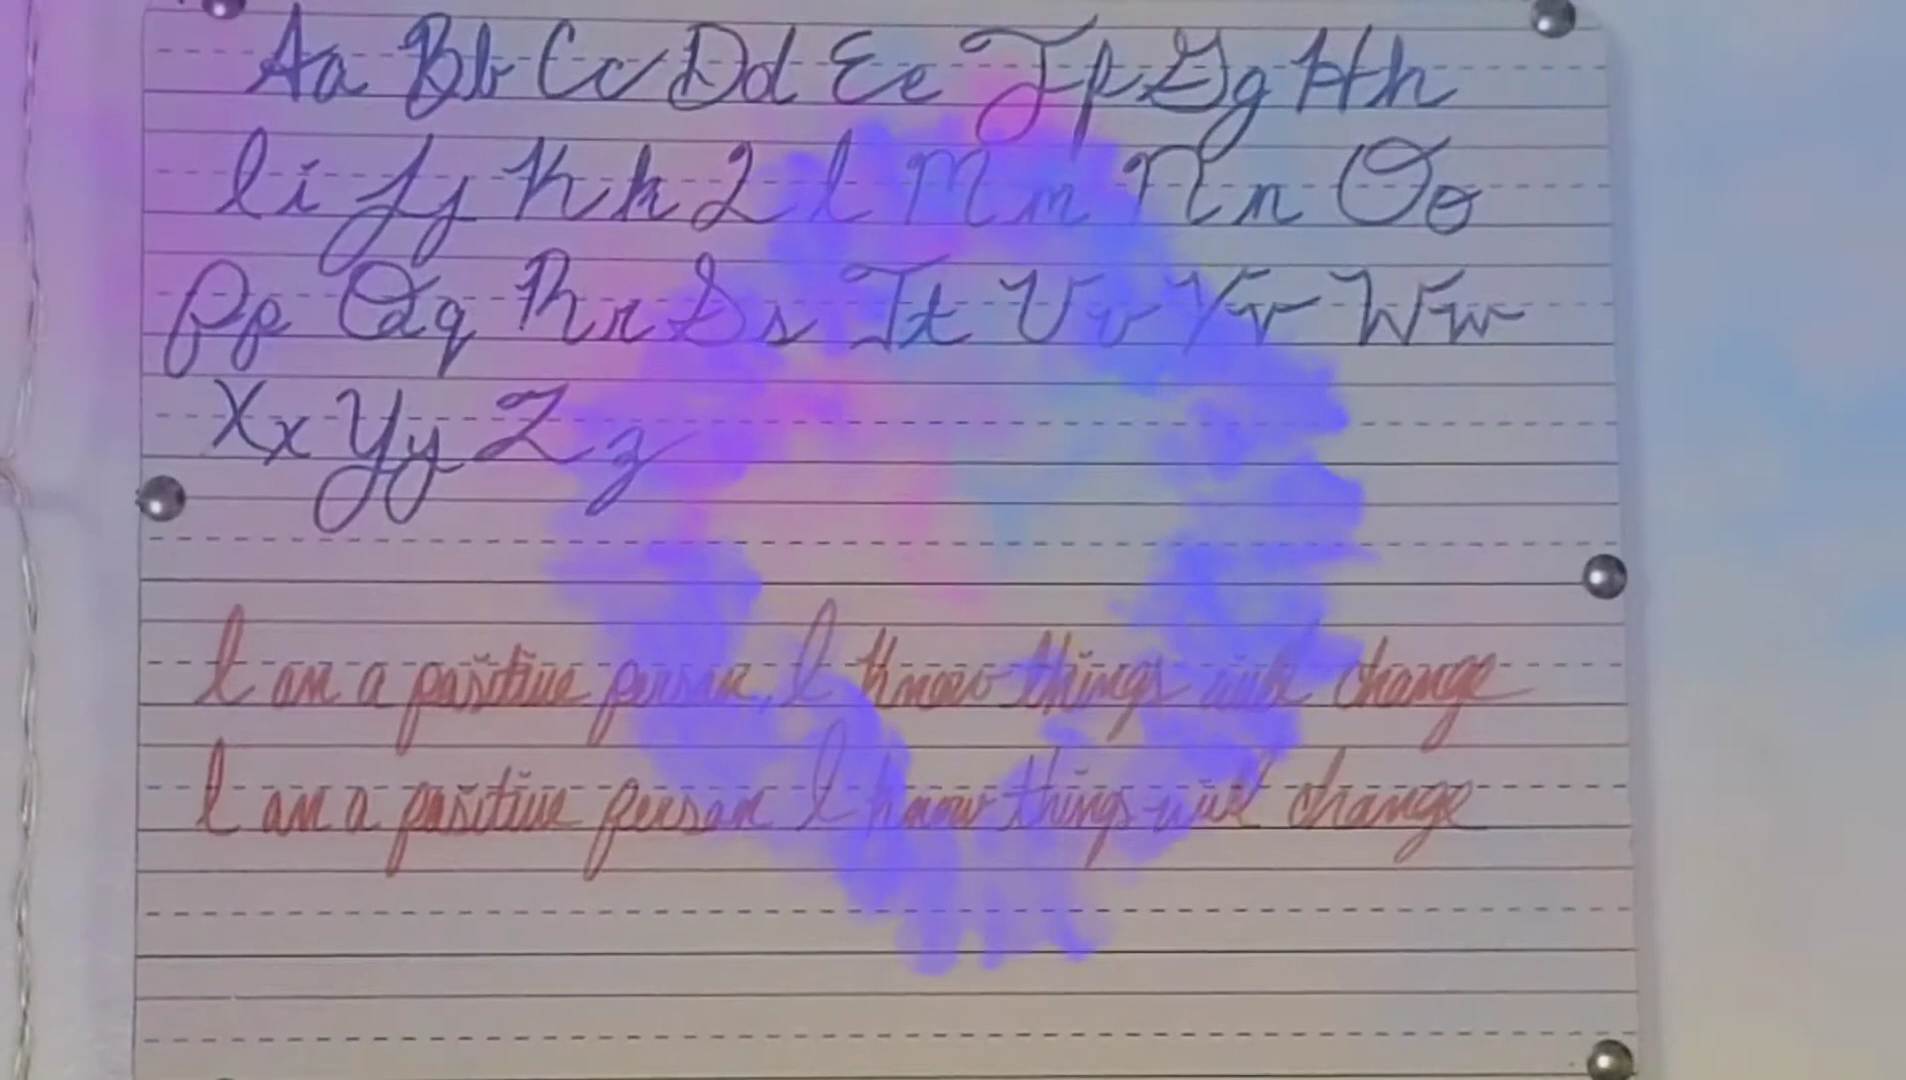 Aa Bb Cc Dd Ee Ff Gg Hh
Ii Jj Kk Ll Mm Nn Oo
Pp Qq Rr Ss Tt Uu Vv Ww
Xx Yy Zz
I am a positive person, I know things will change
I am a positive person I know things will change